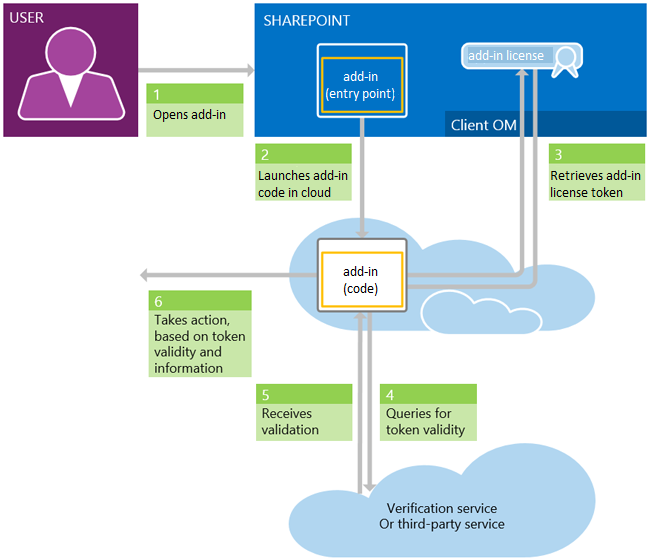 USER
SHAREPOINT
add-in
(entry point)
add-in license
Client OM
1
Opens add-in
2
Launches add-in
code in cloud
3
Retrieves add-in
license token
add-in
(code)
6
Takes action,
based on token
validity and
information
5
Receives
validation
4
Queries for
token validity
Verification service
Or third-party service